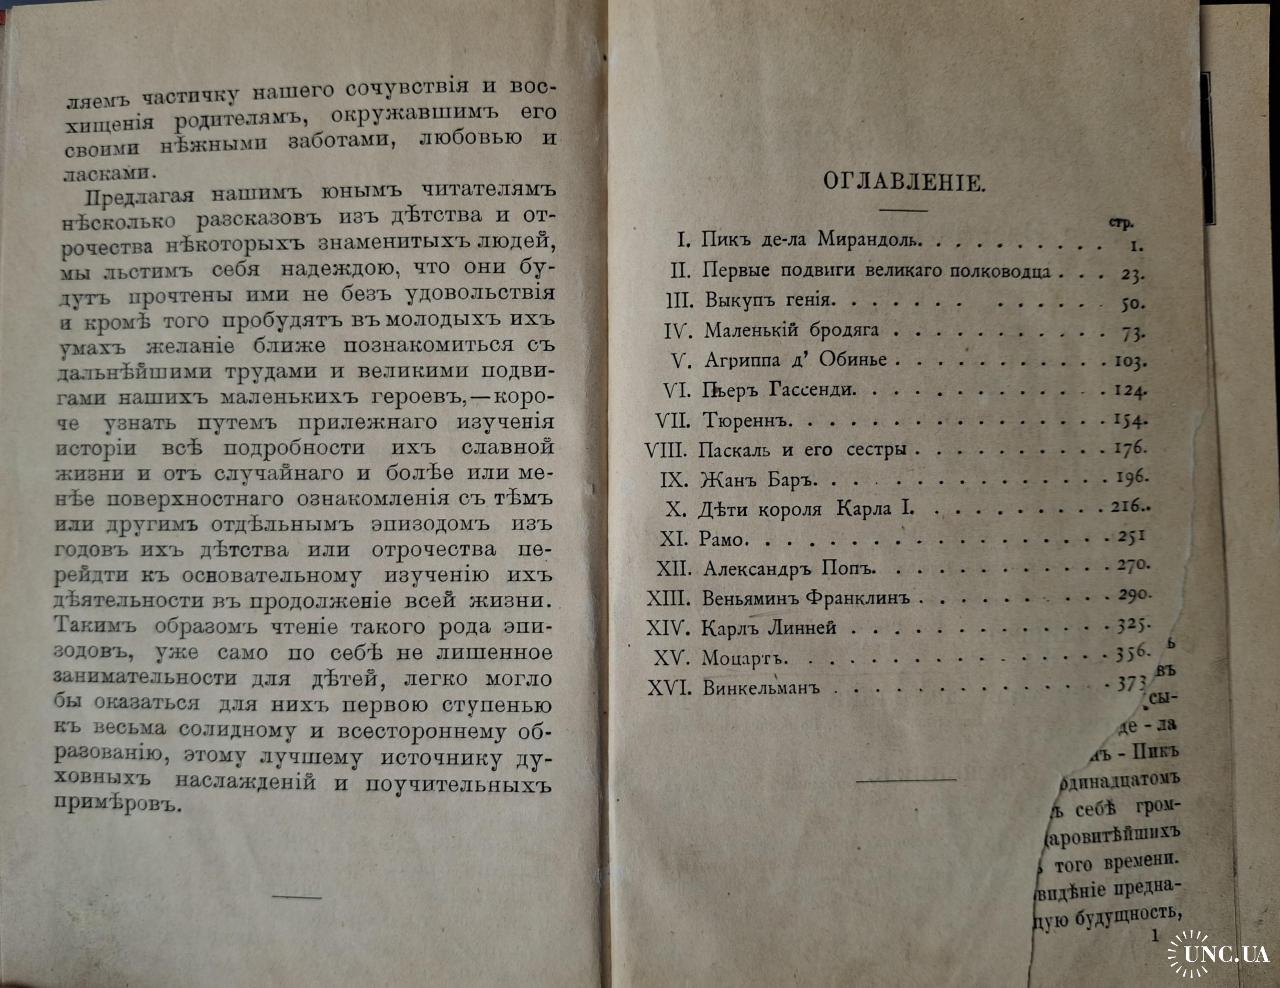 ляемъ частичку нашего сочувствія и вос-
хищенія родителямъ, окружавшимъ его
своими нѣжными заботами, любовью и
ласками.
Предлагая нашимъ юнымъ читателямъ
нѣсколько разсказовъ изъ дѣтства и от-
рочества нѣкоторыхъ знаменитыхъ людей,
мы льстимъ себя надеждою, что они бу-
дутъ прочтены ими не безъ удовольствія
и кромѣ того пробудятъ въ молодыхъ ихъ
умахъ желаніе ближе познакомиться съ
дальнѣйшими трудами и великими подви-
гами нашихъ маленькихъ героевъ,—коро-
че узнать путемъ прилежнаго изученія
исторіи всѣ подробности ихъ славной
жизни и отъ случайнаго и болѣе или ме-
нѣе поверхностнаго ознакомленія съ тѣмъ
или другимъ отдѣльнымъ эпизодомъ изъ
годовъ ихъ дѣтства или отрочества пе-
рейдти къ основательному изученію ихъ
дѣятельности въ продолженіе всей жизни.
Такимъ образомъ чтеніе такого рода эпи-
зодовъ, уже само по себѣ не лишенное
занимательности для дѣтей, легко могло
бы оказаться для нихъ первою ступенью
къ весьма солидному и всестороннему об-
разованію, этому лучшему источнику ду-
ховныхъ наслажденій и поучительныхъ
примѣровъ.
ОГЛАВЛЕНІЕ.
стр.
I. Пикъ де-ла Мирандоль. . . . . . . . . . 1.
II. Первые подвиги великаго полководца . . . 23.
III. Выкупъ генія. . . . . . . . . . . . . 50.
IV. Маленькій бродяга . . . . . . . . . . . 73.
V. Агриппа д' Обинье . . . . . . . . . . . 103.
VI. Пьеръ Гассенди. . . . . . . . . . . . . 124.
VII. Тюреннъ. . . . . . . . . . . . . . . . 154.
VIII. Паскаль и его сестры . . . . . . . . . . 176.
IX. Жанъ Баръ. . . . . . . . . . . . . . . 196.
X. Дѣти короля Карла I. . . . . . . . . . 216..
XI. Рамо. . . . . . . . . . . . . . . . . . 251
XII. Александръ Попъ. . . . . . . . . . . . 270.
XIII. Веньяминъ Франклинъ . . . . . . . . . . 290.
XIV. Карлъ Линней . . . . . . . . . . . . . 325.
XV. Моцартъ. . . . . . . . . . . . . . . . 356.
XVI. Винкельманъ . . . . . . . . . . . . . . 373
ь
въ
сы-
де - ла
ъ - Пикъ
одинадцатомъ
ъ себѣ гром-
аровитѣйшихъ
того времени.
видѣніе предна-
ую будущность,
1
UNC.UA